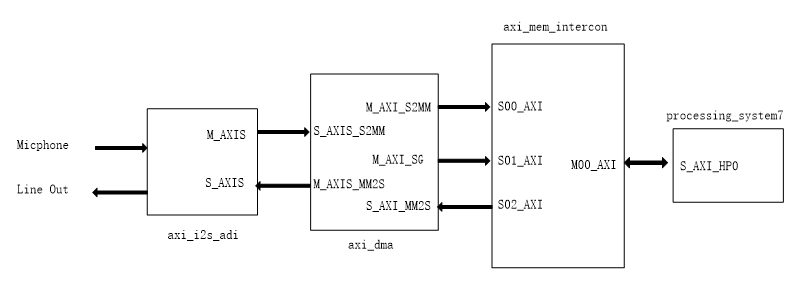 axi_mem_intercon
M_AXI_S2MM
S00_AXI
processing_system7
Micphone
M_AXIS
S_AXIS_S2MM
M_AXI_SG
S01_AXI
M00_AXI
S_AXI_HP0
Line Out
S_AXIS
M_AXIS_MM2S
S_AXI_MM2S
S02_AXI
axi_i2s_adi
axi_dma